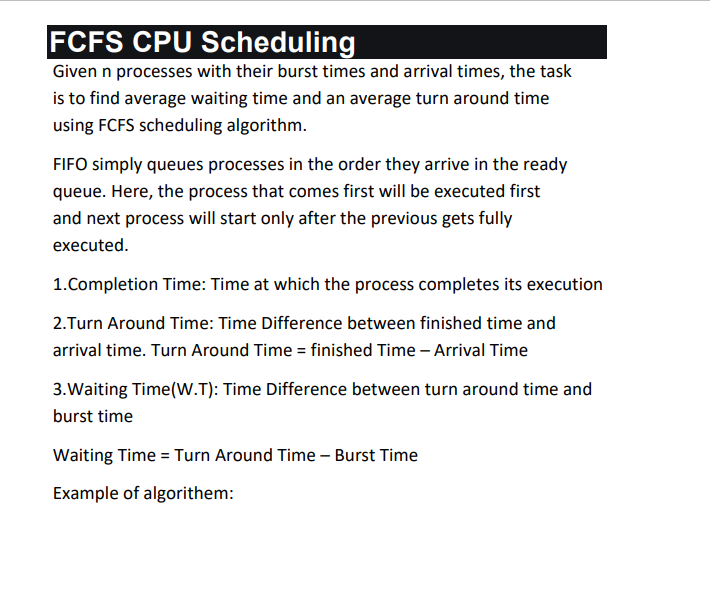 FCFS CPU Scheduling
Given n processes with their burst times and arrival times, the task
is to find average waiting time and an average turn around time
using FCFS scheduling algorithm.
FIFO simply queues processes in the order they arrive in the ready
queue. Here, the process that comes first will be executed first
and next process will start only after the previous gets fully
executed.
1.Completion Time: Time at which the process completes its execution
2.Turn Around Time: Time Difference between finished time and
arrival time. Turn Around Time = finished Time – Arrival Time
3.Waiting Time(W.T): Time Difference between turn around time and
burst time
Waiting Time = Turn Around Time – Burst Time
Example of algorithem: